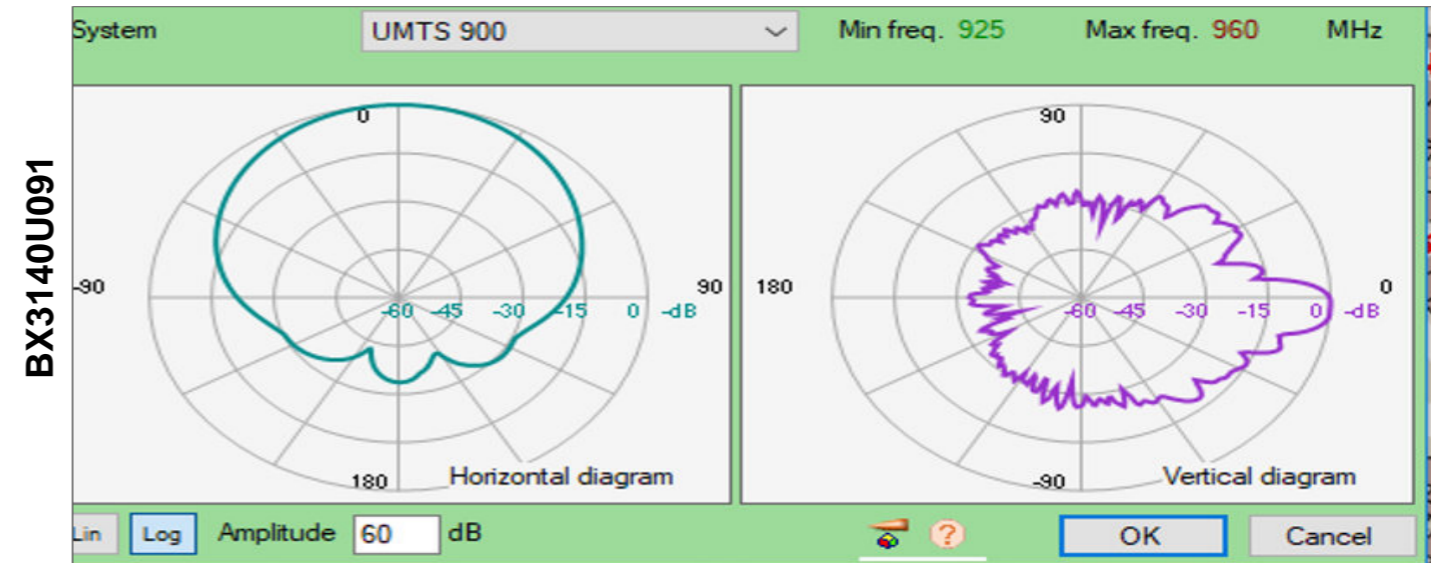 System UMTS 900 Min freq. 925 Max freq. 960 MHz
BX3140U091
0
-90 90
-60 -45 -30 -15 0 -dB
180
Horizontal diagram
90
180 0
-60 -45 -30 -15 0 -dB
-90
Vertical diagram
Lin Log Amplitude 60 dB ? OK Cancel